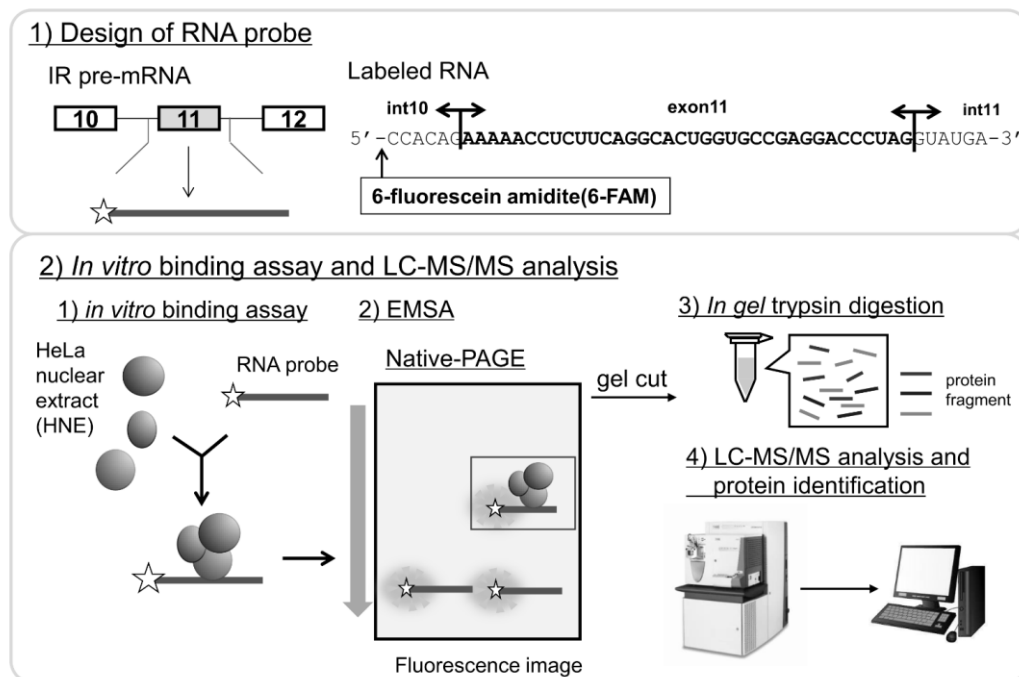 1) Design of RNA probe
IR pre-mRNA
10
11
12
Labeled RNA
int10
exon11
int11
5’-CCACAGAAAAACCUCUUCAGGCACUGGUGCCGAGGACCCUAGGUAUGA-3’
6-fluorescein amidite(6-FAM)
2) In vitro binding assay and LC-MS/MS analysis
1) in vitro binding assay
HeLa
nuclear
extract
(HNE)
RNA probe
2) EMSA
Native-PAGE
Fluorescence image
gel cut
3) In gel trypsin digestion
protein
fragment
4) LC-MS/MS analysis and
protein identification